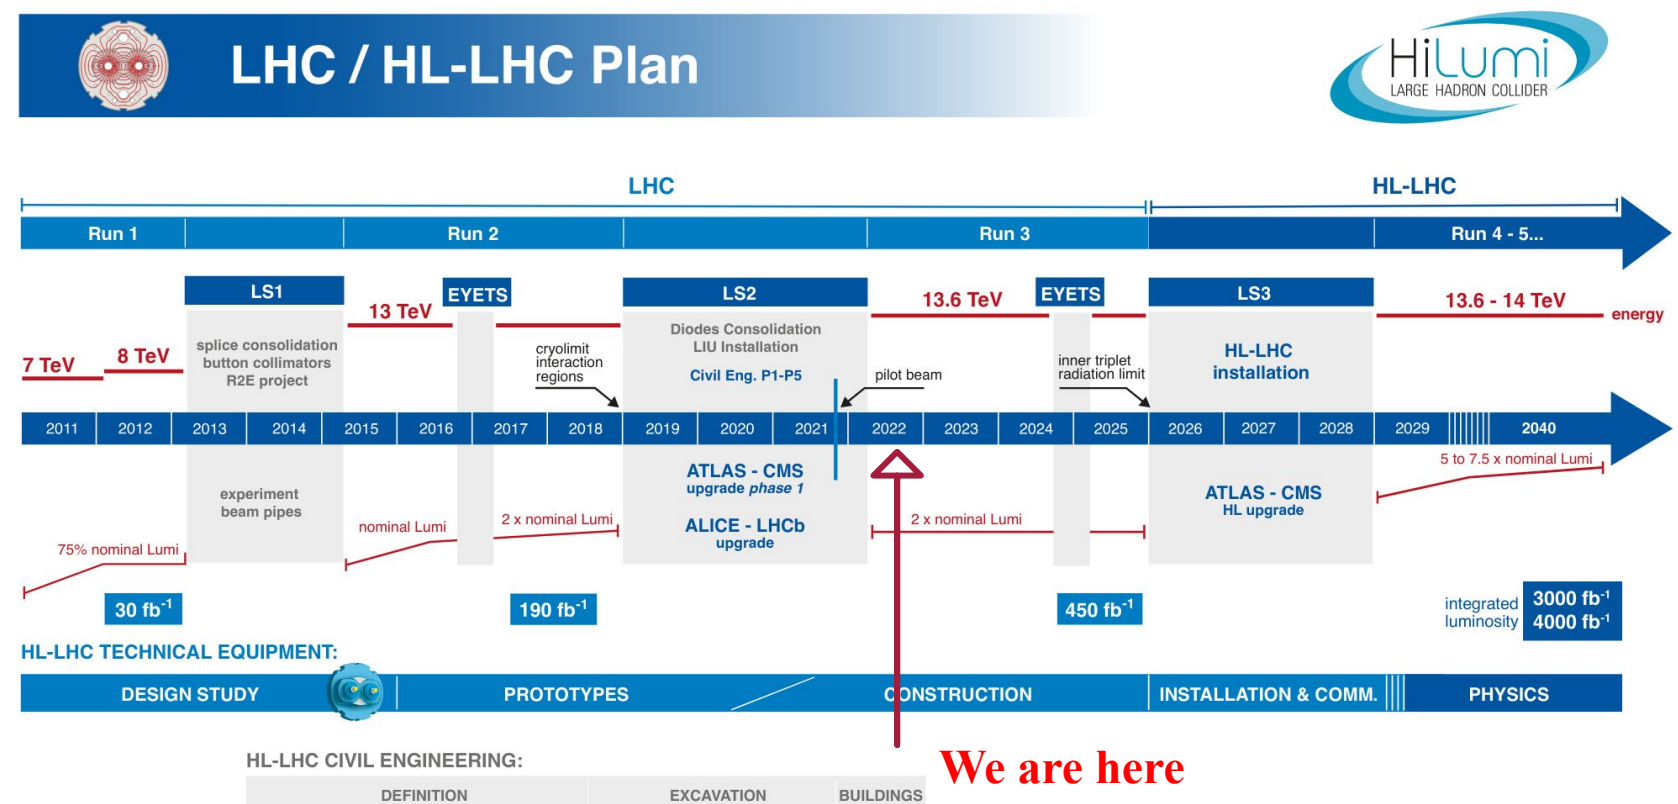 LHC / HL-LHC Plan
HiLumi
LARGE HADRON COLLIDER
LHC
HL-LHC
Run 1
Run 2
Run 3
Run 4 - 5...
LS1
EYETS
LS2
EYETS
LS3
13 TeV
13.6 TeV
13.6 - 14 TeV
energy
7 TeV
8 TeV
splice consolidation
button collimators
R2E project
cryolimit
interaction
regions
Diodes Consolidation
LIU Installation
Civil Eng. P1-P5
pilot beam
inner triplet
radiation limit
HL-LHC
installation
2011
2012
2013
2014
2015
2016
2017
2018
2019
2020
2021
2022
2023
2024
2025
2026
2027
2028
2029
2040
experiment
beam pipes
ATLAS - CMS
upgrade phase 1
ALICE - LHCb
upgrade
ATLAS - CMS
HL upgrade
5 to 7.5 x nominal Lumi
75% nominal Lumi
nominal Lumi
2 x nominal Lumi
2 x nominal Lumi
30 fb⁻¹
190 fb⁻¹
450 fb⁻¹
integrated
luminosity
3000 fb⁻¹
4000 fb⁻¹
HL-LHC TECHNICAL EQUIPMENT:
DESIGN STUDY
PROTOTYPES
CONSTRUCTION
INSTALLATION & COMM.
PHYSICS
HL-LHC CIVIL ENGINEERING:
We are here
DEFINITION
EXCAVATION
BUILDINGS